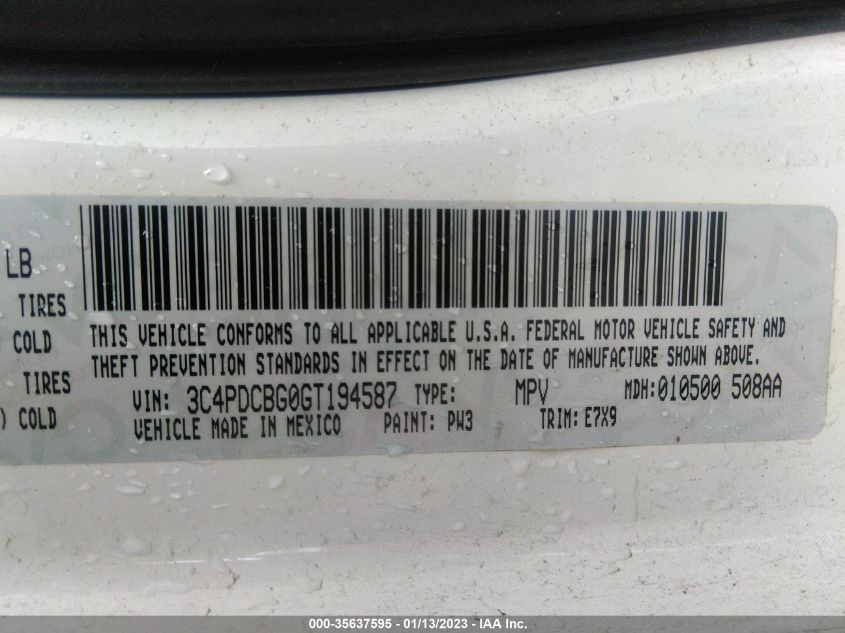 LB
TIRES
COLD
TIRES
) COLD
THIS VEHICLE CONFORMS TO ALL APPLICABLE U.S.A. FEDERAL MOTOR VEHICLE SAFETY AND
THEFT PREVENTION STANDARDS IN EFFECT ON THE DATE OF MANUFACTURE SHOWN ABOVE.
VIN: 3C4PDCBG0GT194587 TYPE: MPV MDH:010500 508AA
VEHICLE MADE IN MEXICO PAINT: PW3 TRIM: E7X9
000-35637595 - 01/13/2023 - IAA Inc.